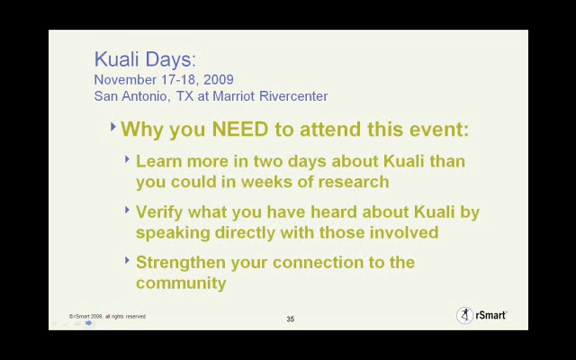 Kuali Days:
November 17-18, 2009
San Antonio, TX at Marriot Rivercenter
Why you NEED to attend this event:
Learn more in two days about Kuali than
you could in weeks of research
Verify what you have heard about Kuali by
speaking directly with those involved
Strengthen your connection to the
community
© rSmart 2009, all rights reserved
35
rSmart